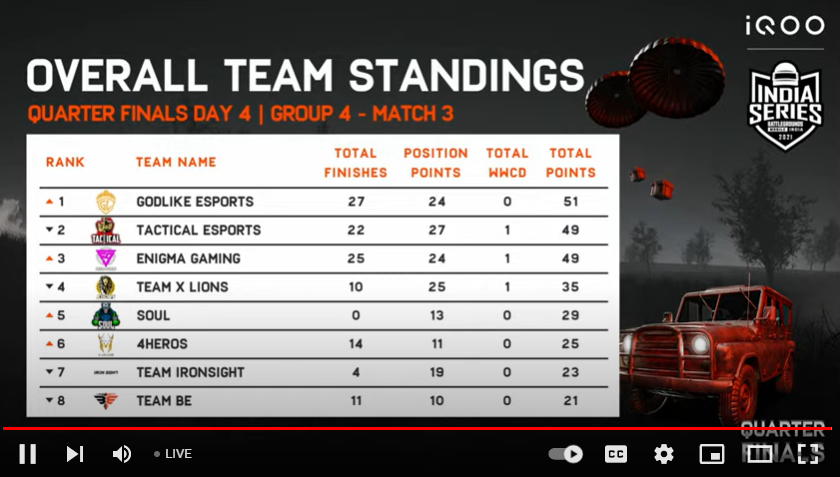 iQOO
OVERALL TEAM STANDINGS
QUARTER FINALS DAY 4 | GROUP 4 - MATCH 3
INDIA
SERIES
BATTLEGROUNDS
MOBILE INDIA
2021
RANK TEAM NAME TOTAL FINISHES POSITION POINTS TOTAL WWCD TOTAL POINTS
1 GODLIKE ESPORTS 27 24 0 51
2 TACTICAL TACTICAL ESPORTS 22 27 1 49
3 ENIGMA GAMING 25 24 1 49
4 TEAM X LIONS 10 25 1 35
5 SOUL SOUL 0 13 0 29
6 4HEROS 14 11 0 25
7 TEAM IRONSIGHT 4 19 0 23
8 TEAM BE 11 10 0 21
QUARTER
FINALS
LIVE
CC